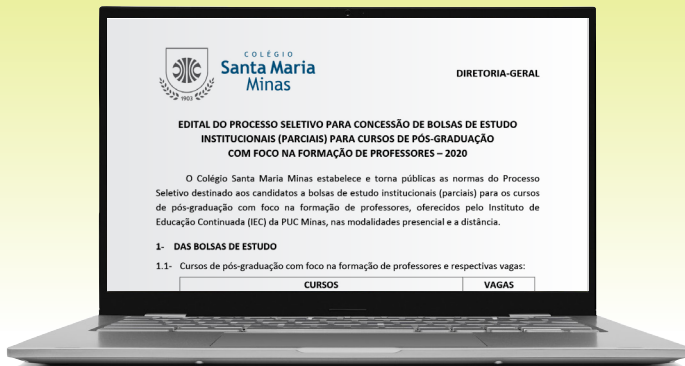 COLÉGIO
Santa Maria
Minas
1903
DIRETORIA-GERAL
EDITAL DO PROCESSO SELETIVO PARA CONCESSÃO DE BOLSAS DE ESTUDO
INSTITUCIONAIS (PARCIAIS) PARA CURSOS DE PÓS-GRADUAÇÃO
COM FOCO NA FORMAÇÃO DE PROFESSORES – 2020
O Colégio Santa Maria Minas estabelece e torna públicas as normas do Processo
Seletivo destinado aos candidatos a bolsas de estudo institucionais (parciais) para os cursos
de pós-graduação com foco na formação de professores, oferecidos pelo Instituto de
Educação Continuada (IEC) da PUC Minas, nas modalidades presencial e a distância.
1- DAS BOLSAS DE ESTUDO
1.1- Cursos de pós-graduação com foco na formação de professores e respectivas vagas:
CURSOS VAGAS